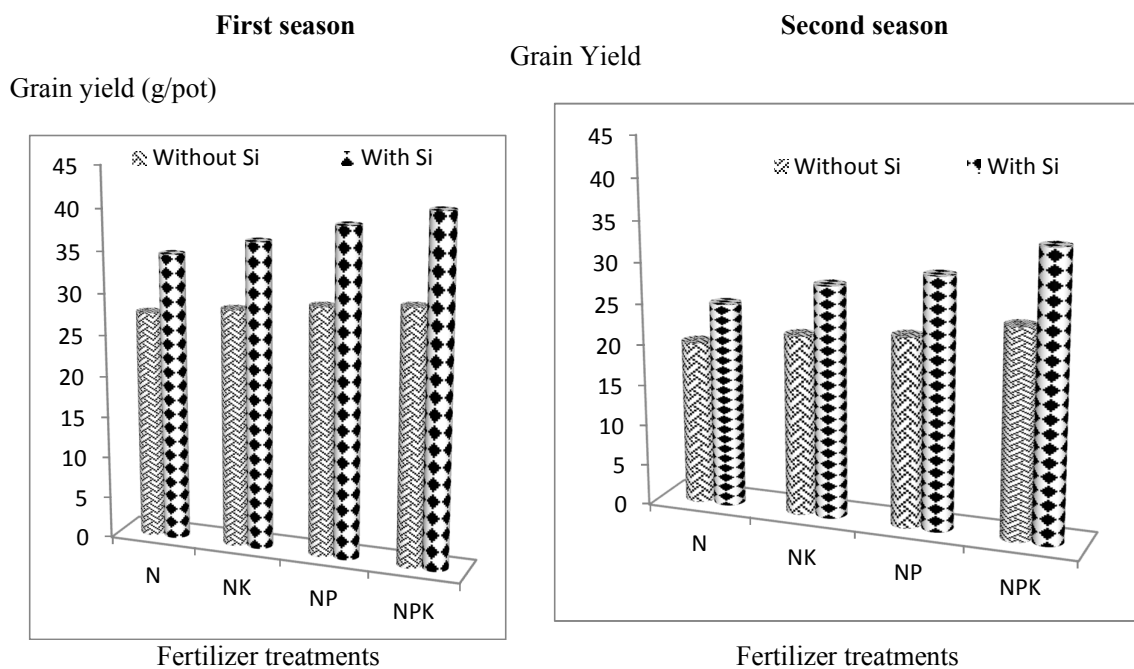 First season
Second season
Grain Yield
Grain yield (g/pot)
Without Si With Si
45
40
35
30
25
20
15
10
5
0
N NK NP NPK
Fertilizer treatments
Without Si With Si
45
40
35
30
25
20
15
10
5
0
N NK NP NPK
Fertilizer treatments